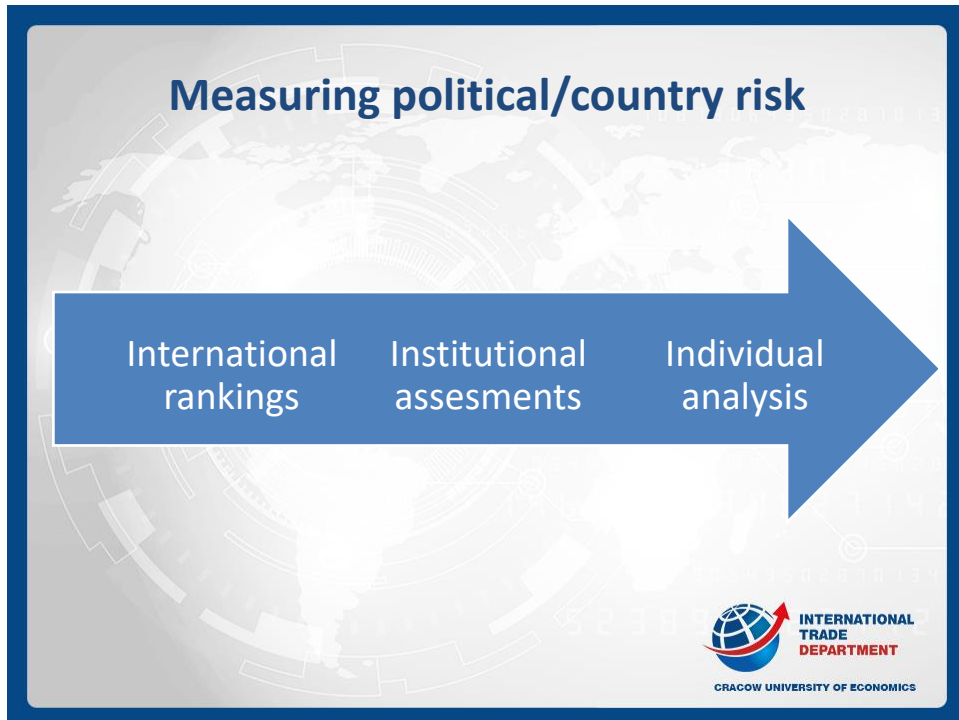 Measuring political/country risk
International
rankings
Institutional
assesments
Individual
analysis
INTERNATIONAL
TRADE
DEPARTMENT
CRACOW UNIVERSITY OF ECONOMICS